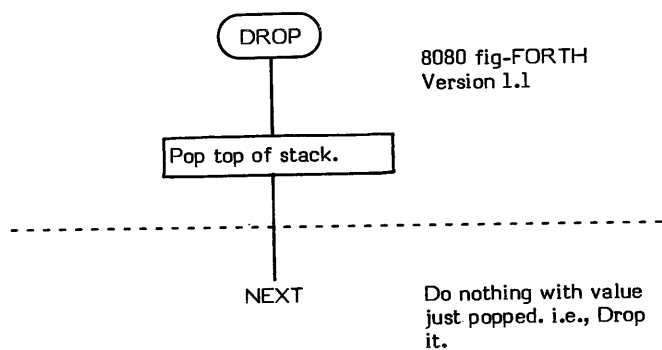 DROP
8080 fig-FORTH
Version 1.1
Pop top of stack.
NEXT
Do nothing with value
just popped. i.e., Drop
it.